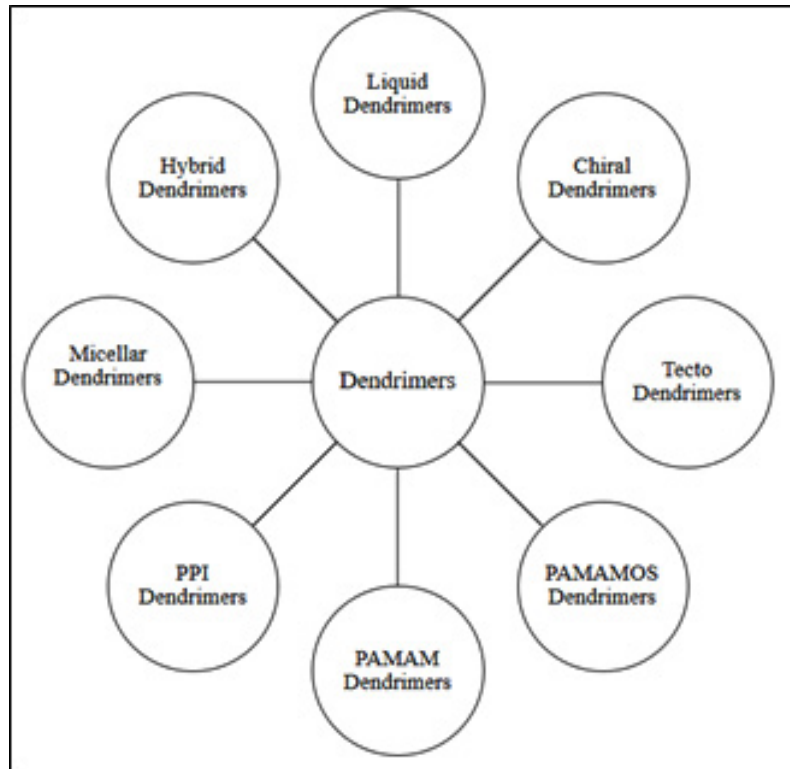 Liquid
Dendrimers
Hybrid
Dendrimers
Chiral
Dendrimers
Micellar
Dendrimers
Dendrimers
Tecto
Dendrimers
PPI
Dendrimers
PAMAMOS
Dendrimers
PAMAM
Dendrimers